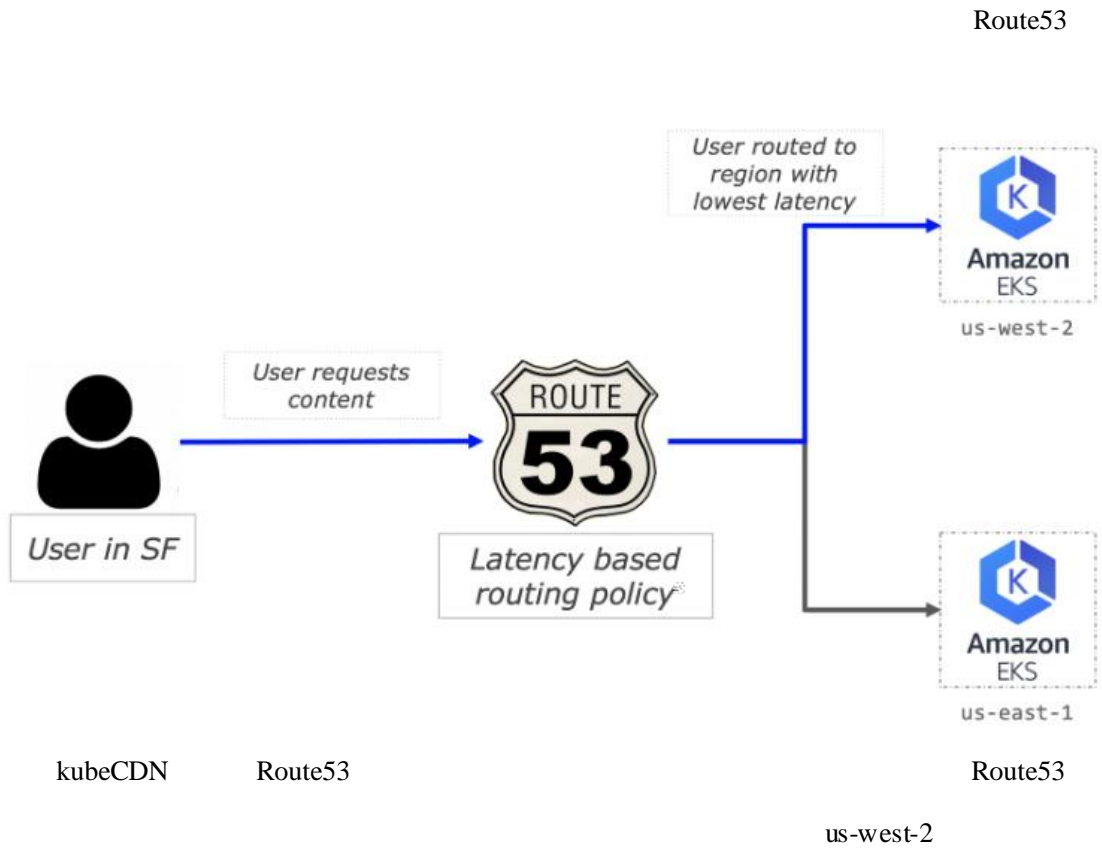 Route53
User routed to
region with
lowest latency
K
Amazon
EKS
us-west-2
User requests
content
ROUTE
53
User in SF
Latency based
routing policy
K
Amazon
EKS
us-east-1
kubeCDN Route53 Route53
us-west-2